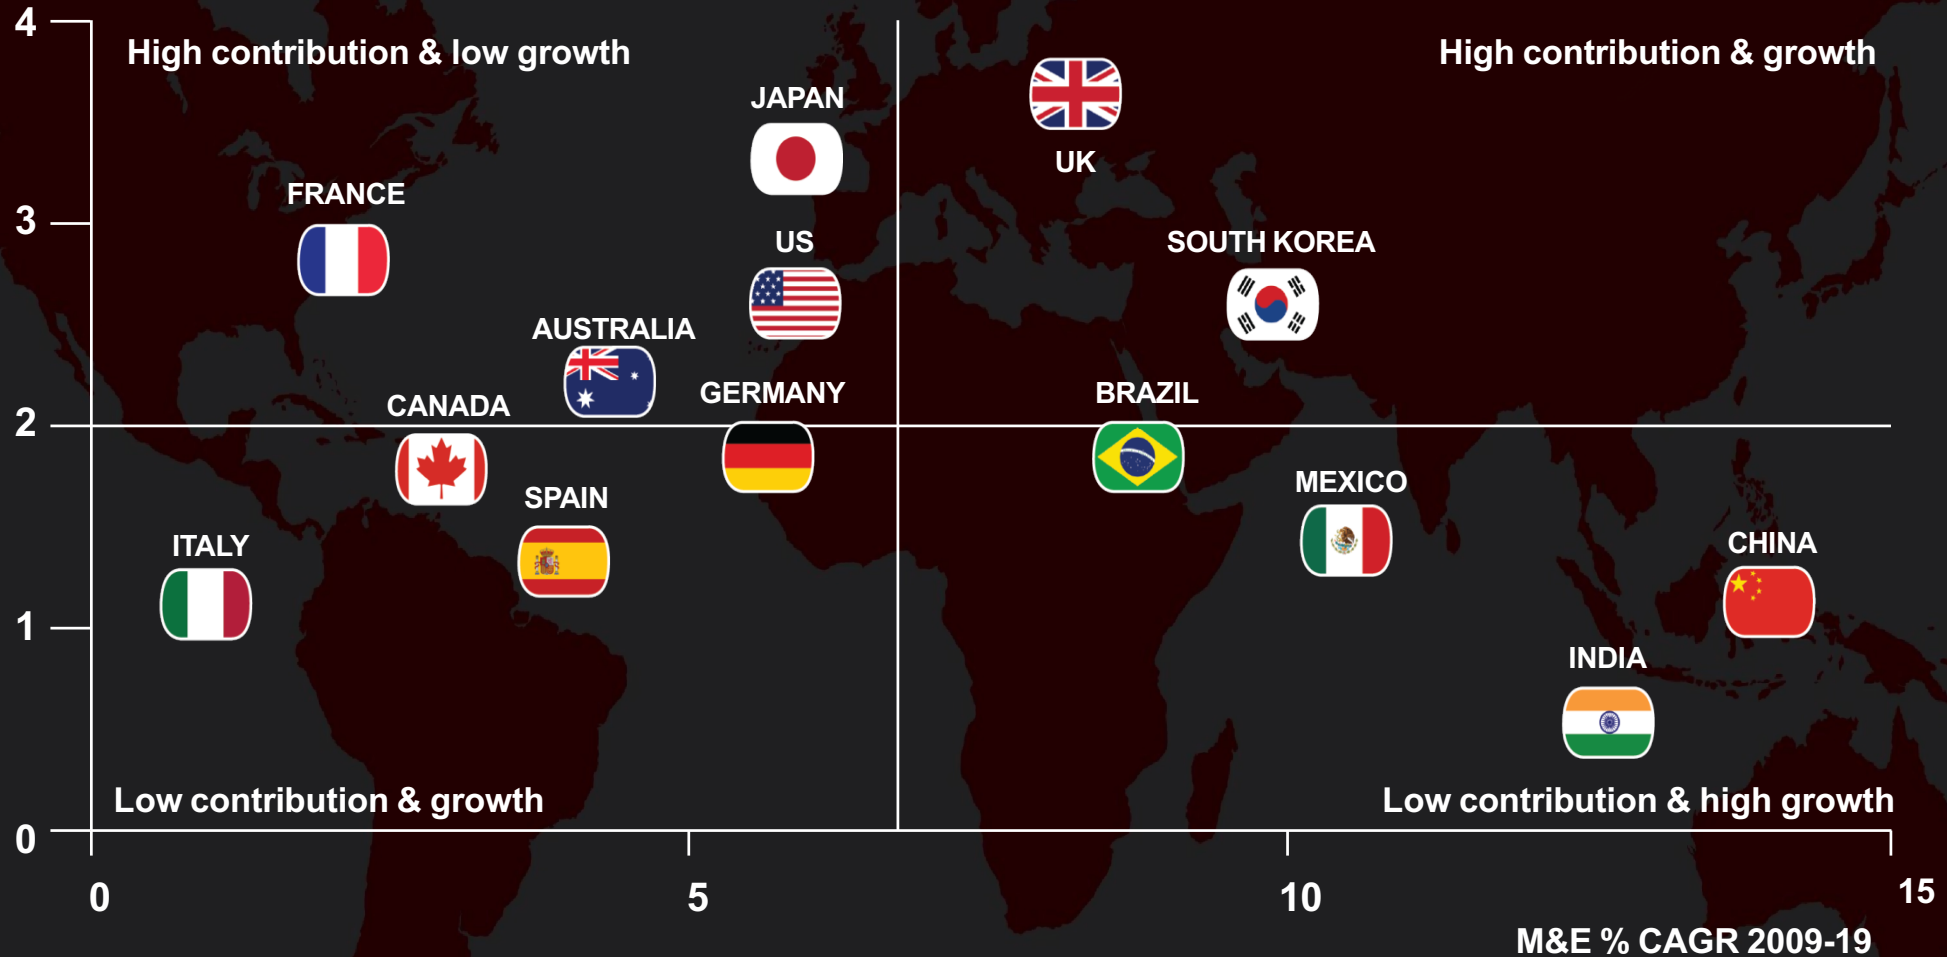 4
High contribution & low growth
High contribution & growth
JAPAN
UK
FRANCE
3
US
SOUTH KOREA
AUSTRALIA
GERMANY
BRAZIL
CANADA
2
MEXICO
SPAIN
ITALY
CHINA
1
INDIA
Low contribution & growth
Low contribution & high growth
0
0
5
10
15
M&E % CAGR 2009-19